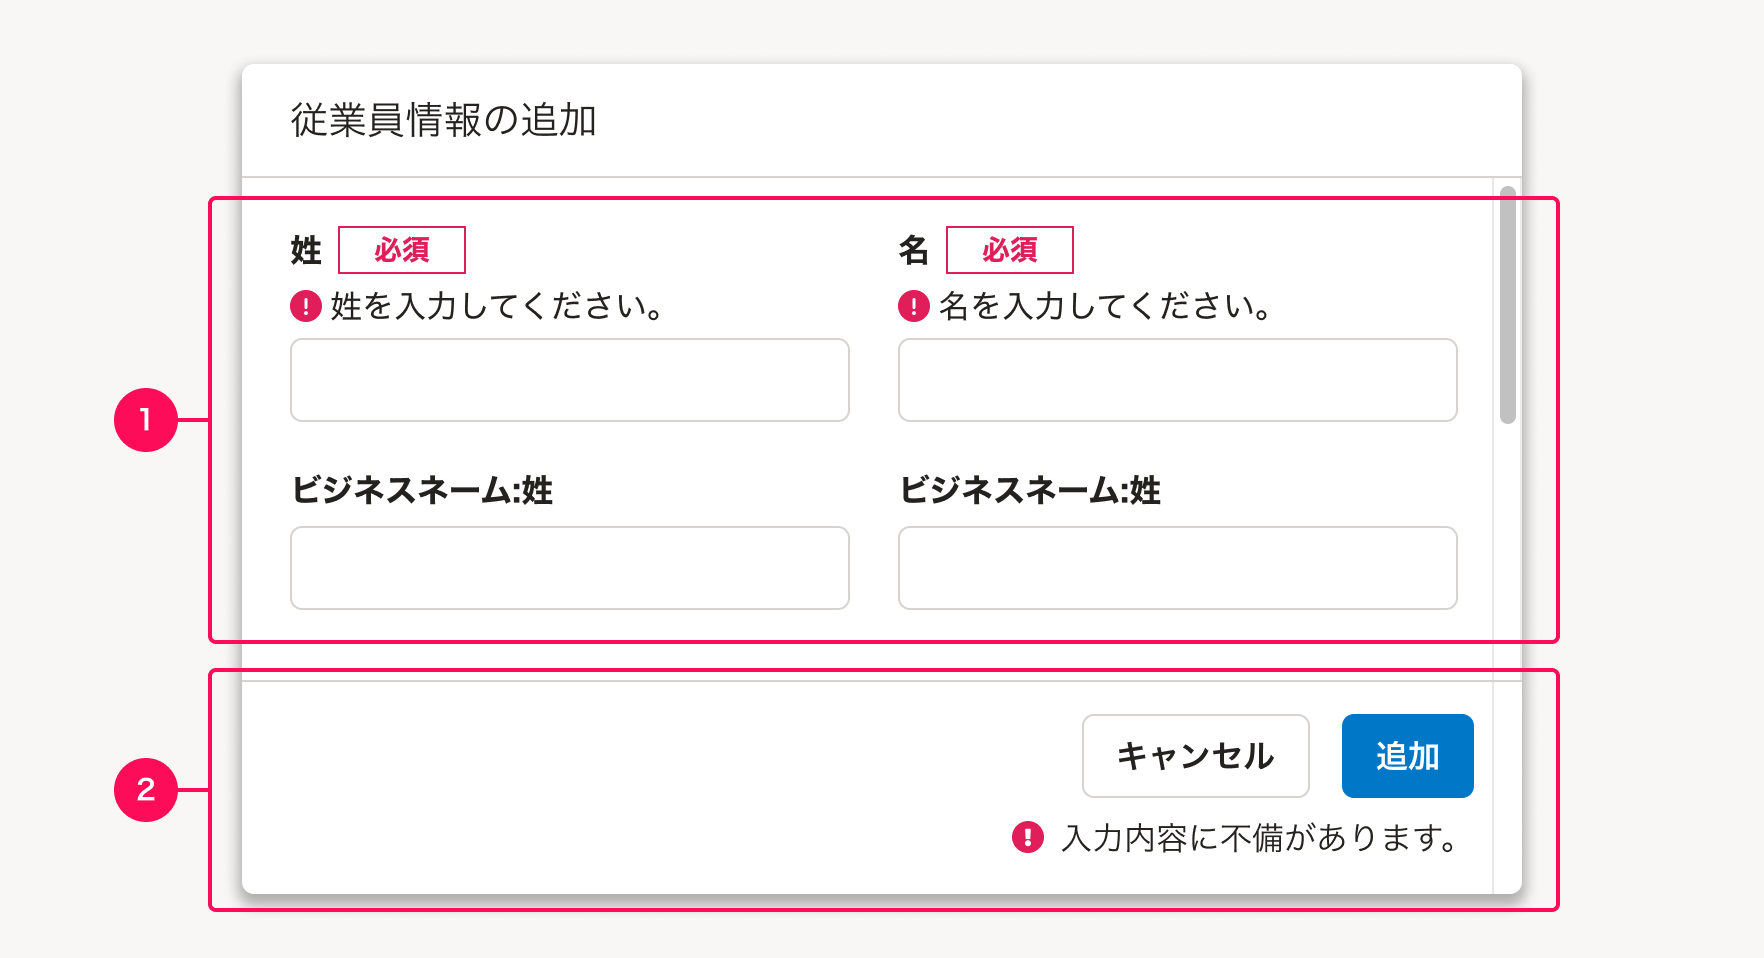 従業員情報の追加
姓 必須
名 必須
姓を入力してください。
名を入力してください。
ビジネスネーム:姓
ビジネスネーム:姓
1
キャンセル
追加
2
入力内容に不備があります。